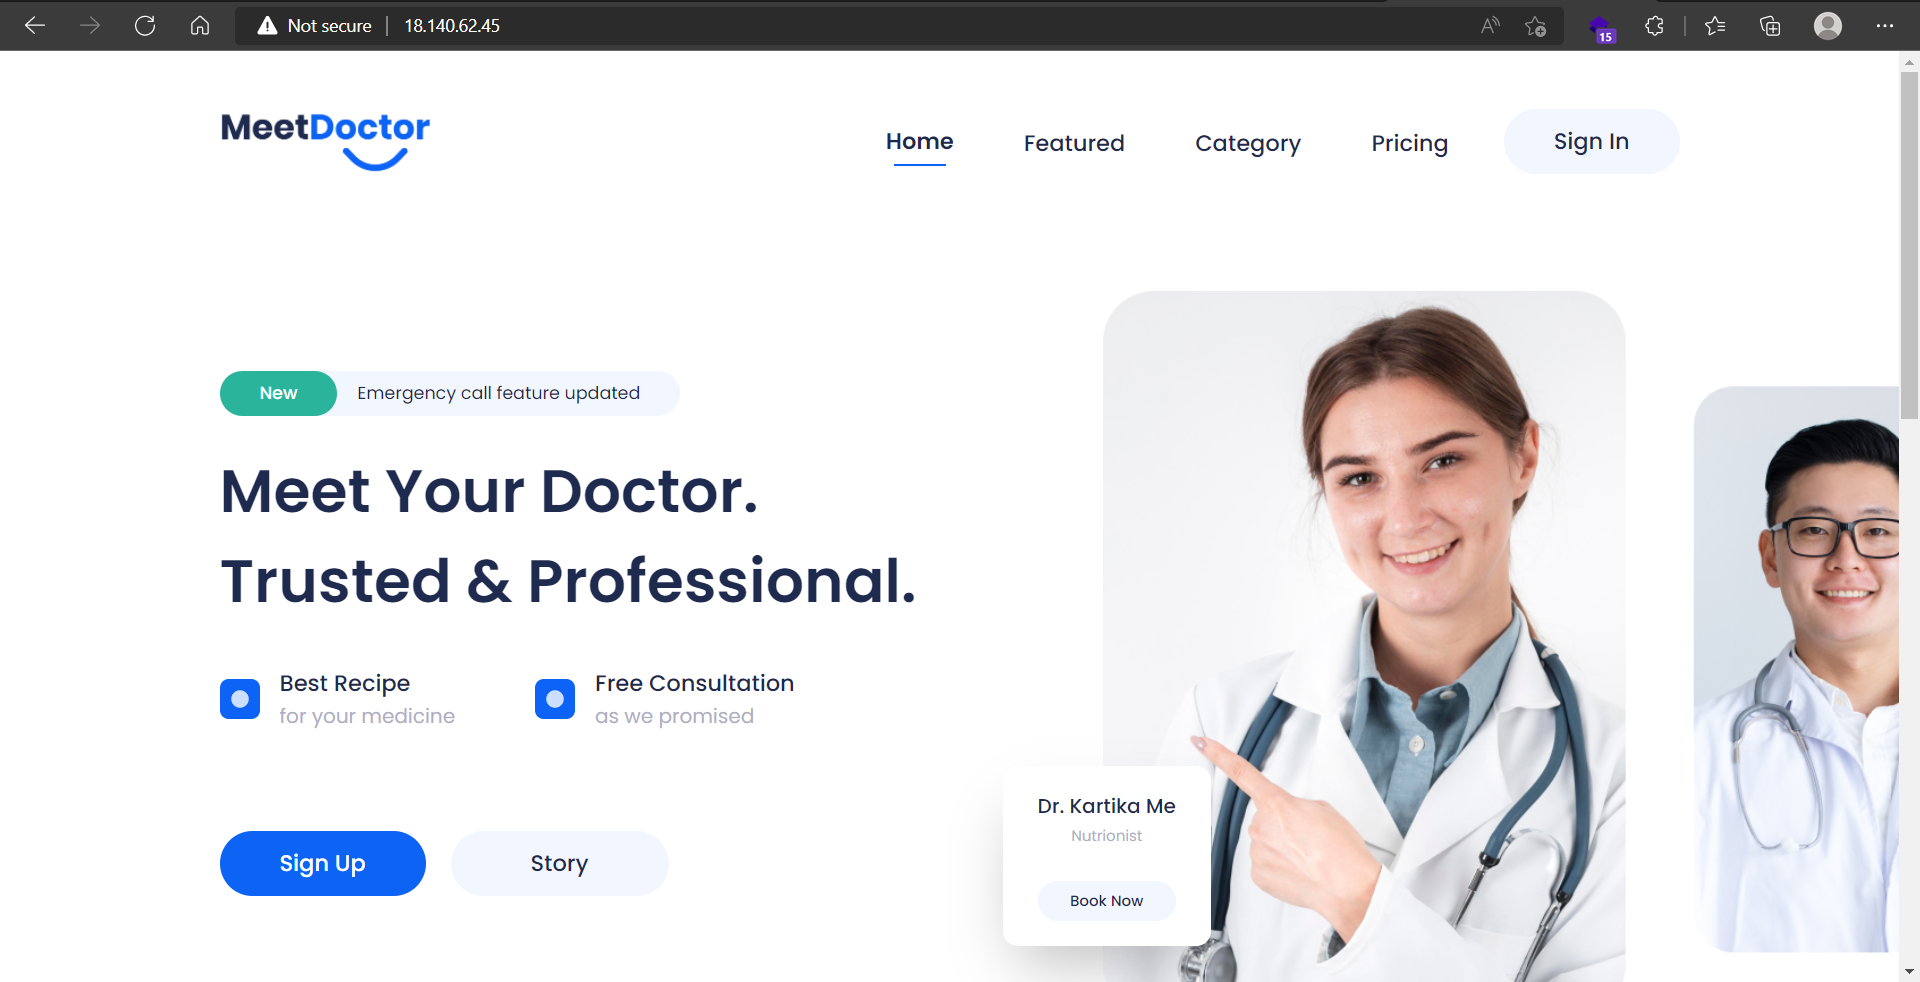 Not secure
18.140.62.45
15
MeetDoctor
Home
Featured
Category
Pricing
Sign In
New
Emergency call feature updated
Meet Your Doctor.
Trusted & Professional.
Best Recipe
for your medicine
Free Consultation
as we promised
Sign Up
Story
Dr. Kartika Me
Nutrionist
Book Now